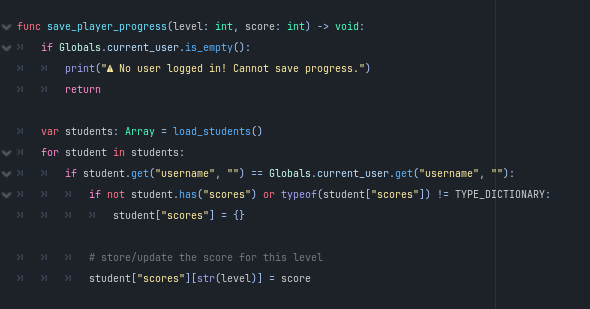 func save_player_progress(level: int, score: int) -> void:
if Globals.current_user.is_empty():
print("⚠ No user logged in! Cannot save progress.")
return
var students: Array = load_students()
for student in students:
if student.get("username", "") == Globals.current_user.get("username", ""):
if not student.has("scores") or typeof(student["scores"]) != TYPE_DICTIONARY:
student["scores"] = {}
# store/update the score for this level
student["scores"][str(level)] = score